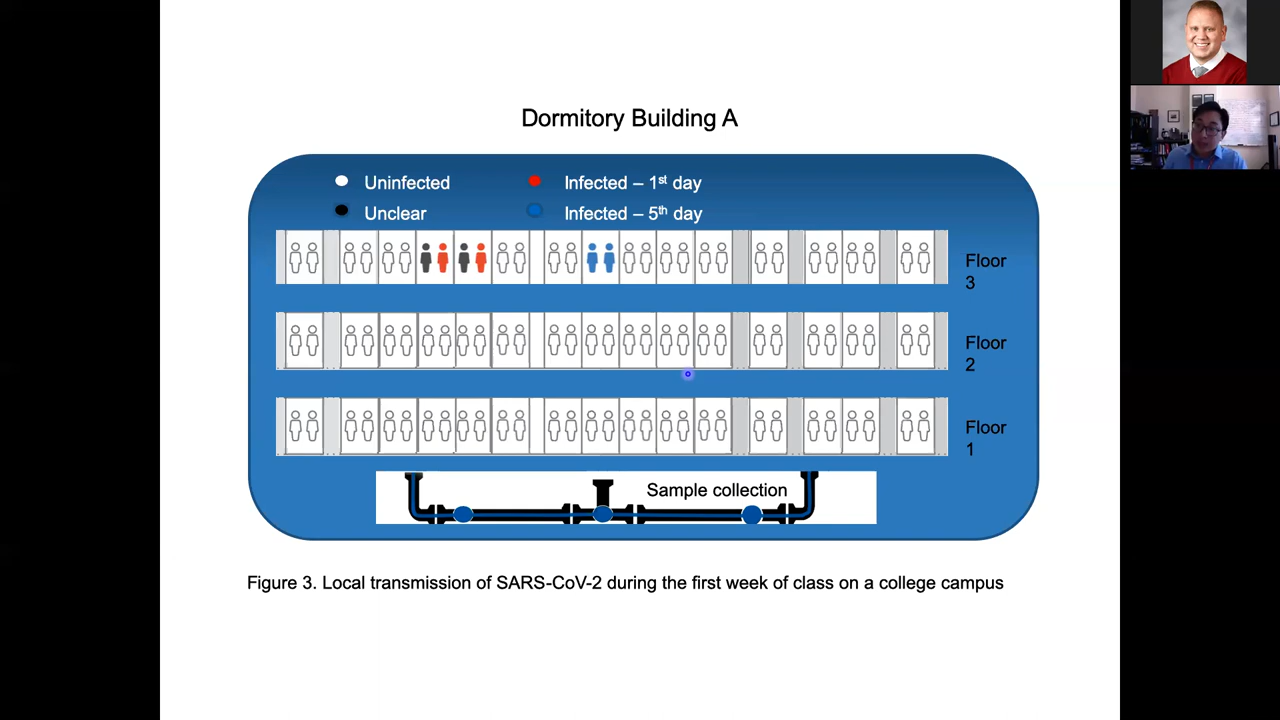 Dormitory Building A
Uninfected
Infected – 1st day
Unclear
Infected – 5th day
Floor
3
Floor
2
Floor
1
Sample collection
Figure 3. Local transmission of SARS-CoV-2 during the first week of class on a college campus